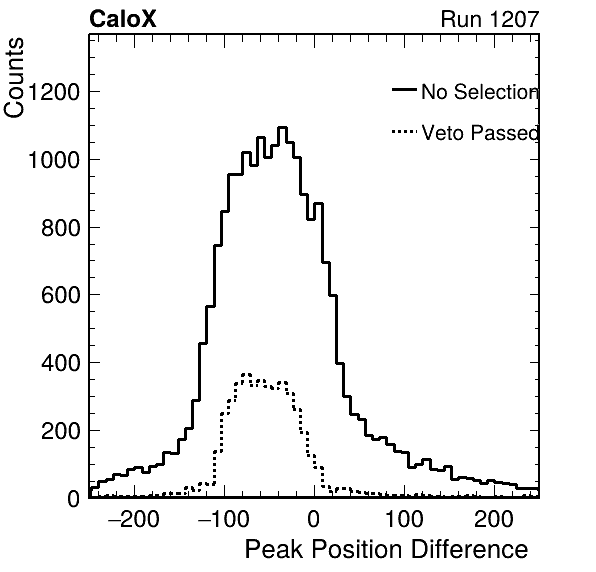 CaloX Run 1207
Counts
No Selection
Veto Passed
1200
1000
800
600
400
200
0
−200 −100 0 100 200
Peak Position Difference